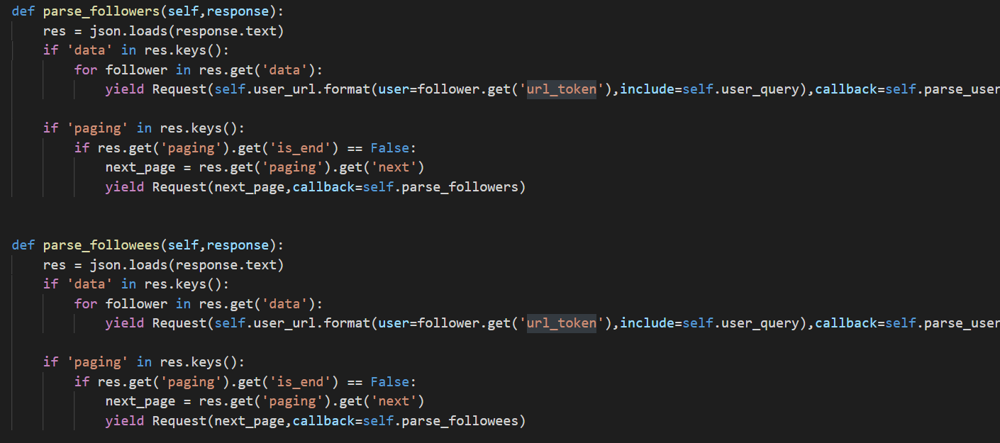 def parse_followers(self,response):
    res = json.loads(response.text)
    if 'data' in res.keys():
        for follower in res.get('data'):
            yield Request(self.user_url.format(user=follower.get('url_token'),include=self.user_query),callback=self.parse_user
    if 'paging' in res.keys():
        if res.get('paging').get('is_end') == False:
            next_page = res.get('paging').get('next')
            yield Request(next_page,callback=self.parse_followers)
def parse_followees(self,response):
    res = json.loads(response.text)
    if 'data' in res.keys():
        for follower in res.get('data'):
            yield Request(self.user_url.format(user=follower.get('url_token'),include=self.user_query),callback=self.parse_user
    if 'paging' in res.keys():
        if res.get('paging').get('is_end') == False:
            next_page = res.get('paging').get('next')
            yield Request(next_page,callback=self.parse_followees)